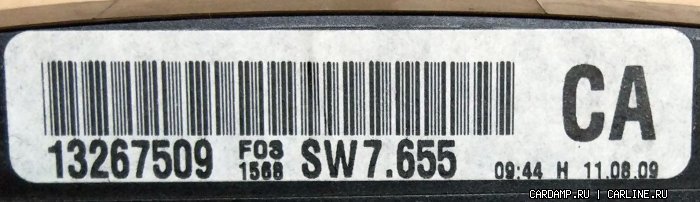 CA
13267509 F03 1568 SW7.655 09:44 H 11.08.09
CARDAMP.RU | CARLINE.RU